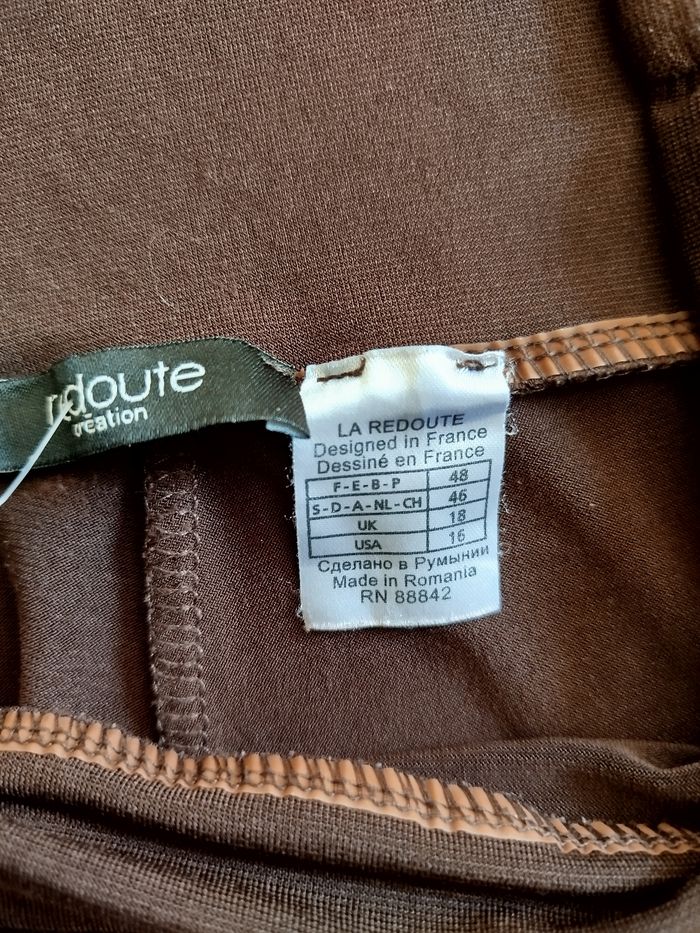 redoute
création
LA REDOUTE
Designed in France
Dessiné en France
F-E-B-P 48
S-D-A-NL-CH 46
UK 18
USA 16
Сделано в Румынии
Made in Romania
RN 88842